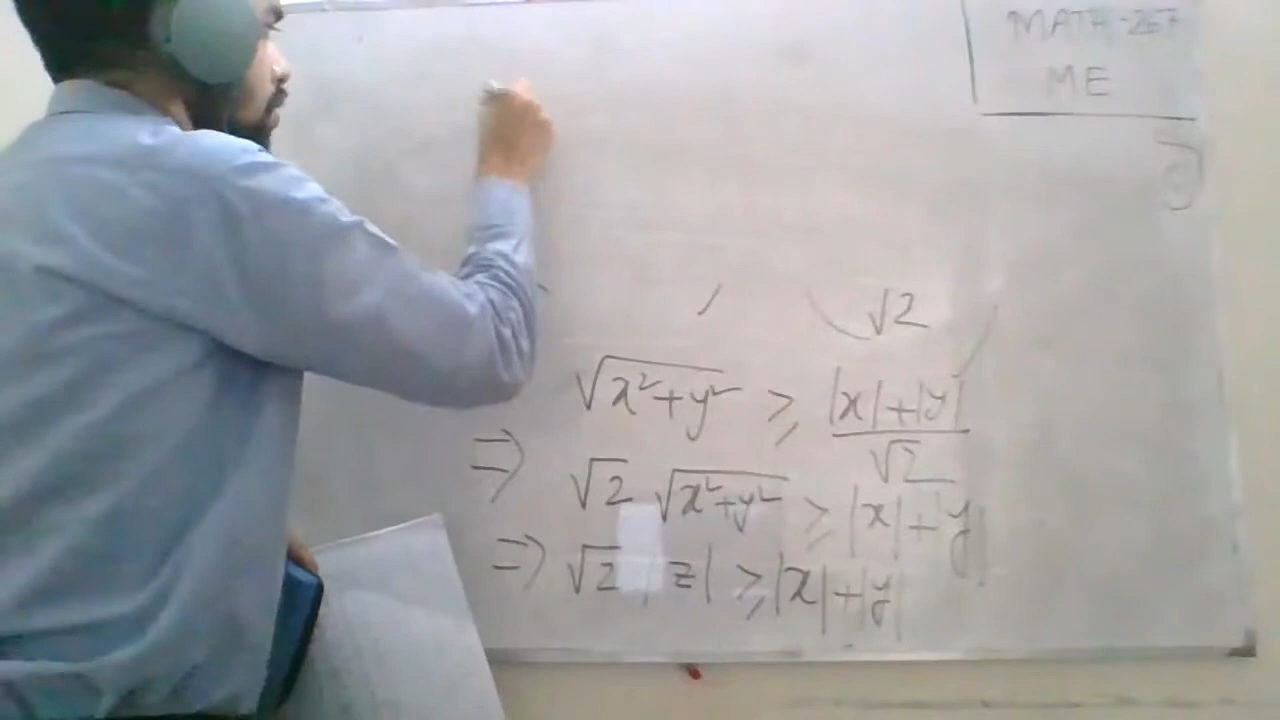 MATH-267
ME
√2
√x²+y² ≥ |x|+|y| / √2
⇒ √2 √x²+y² ≥ |x|+|y|
⇒ √2 |z| ≥ |x|+|y|